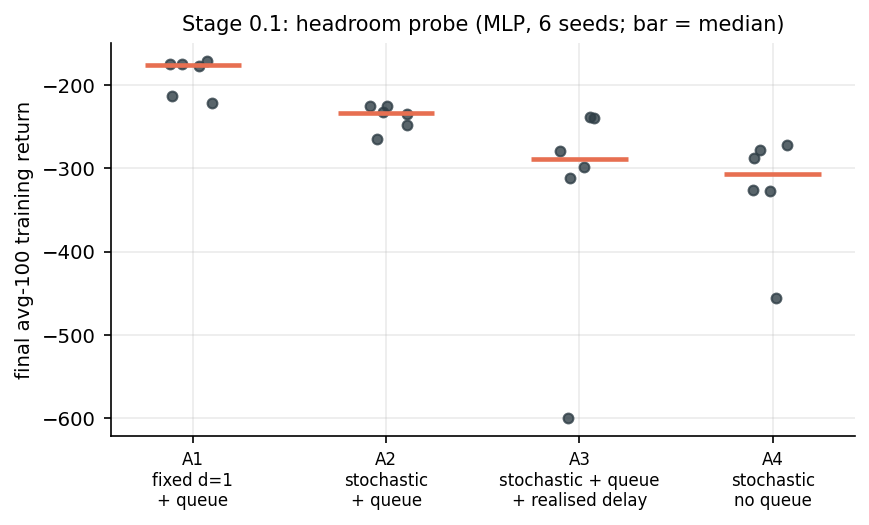 Stage 0.1: headroom probe (MLP, 6 seeds; bar = median)
final avg-100 training return
−200
−300
−400
−500
−600
A1
fixed d=1
+ queue
A2
stochastic
+ queue
A3
stochastic + queue
+ realised delay
A4
stochastic
no queue